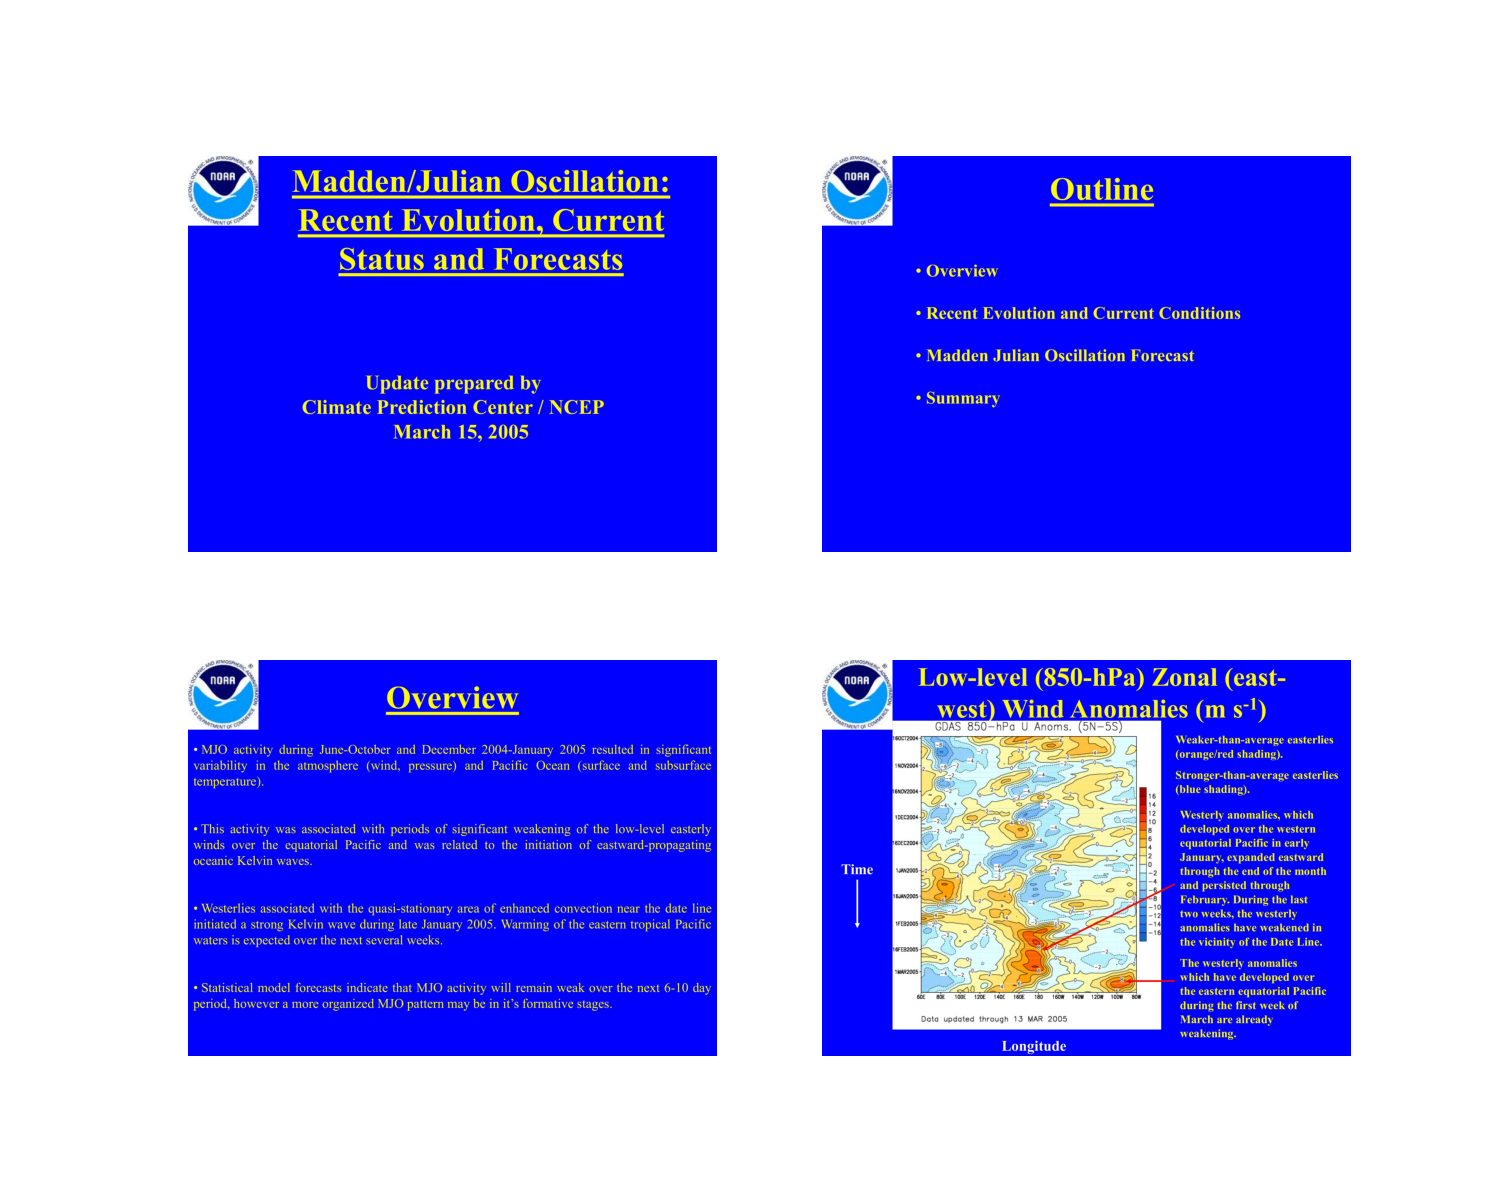 NOAA
Madden/Julian Oscillation:
Recent Evolution, Current
Status and Forecasts
Update prepared by
Climate Prediction Center / NCEP
March 15, 2005
NOAA
Outline
• Overview
• Recent Evolution and Current Conditions
• Madden Julian Oscillation Forecast
• Summary
NOAA
Overview
• MJO activity during June-October and December 2004-January 2005 resulted in significant
variability in the atmosphere (wind, pressure) and Pacific Ocean (surface and subsurface
temperature).
• This activity was associated with periods of significant weakening of the low-level easterly
winds over the equatorial Pacific and was related to the initiation of eastward-propagating
oceanic Kelvin waves.
• Westerlies associated with the quasi-stationary area of enhanced convection near the date line
initiated a strong Kelvin wave during late January 2005. Warming of the eastern tropical Pacific
waters is expected over the next several weeks.
• Statistical model forecasts indicate that MJO activity will remain weak over the next 6-10 day
period, however a more organized MJO pattern may be in it's formative stages.
NOAA
Low-level (850-hPa) Zonal (east-
west) Wind Anomalies (m s-1)
GDAS 850-hPa U Anoms. (5N-5S)
16OCT2004
1NOV2004
16NOV2004
1DEC2004
16DEC2004
1JAN2005
16JAN2005
1FEB2005
16FEB2005
1MAR2005
60E 80E 100E 120E 140E 160E 180 160W 140W 120W 100W 80W
16
14
12
10
8
6
4
2
0
-2
-4
-6
-8
-10
-12
-14
-16
Data updated through 13 MAR 2005
Time
Longitude
Weaker-than-average easterlies
(orange/red shading).
Stronger-than-average easterlies
(blue shading).
Westerly anomalies, which
developed over the western
equatorial Pacific in early
January, expanded eastward
through the end of the month
and persisted through
February. During the last
two weeks, the westerly
anomalies have weakened in
the vicinity of the Date Line.
The westerly anomalies
which have developed over
the eastern equatorial Pacific
during the first week of
March are already
weakening.